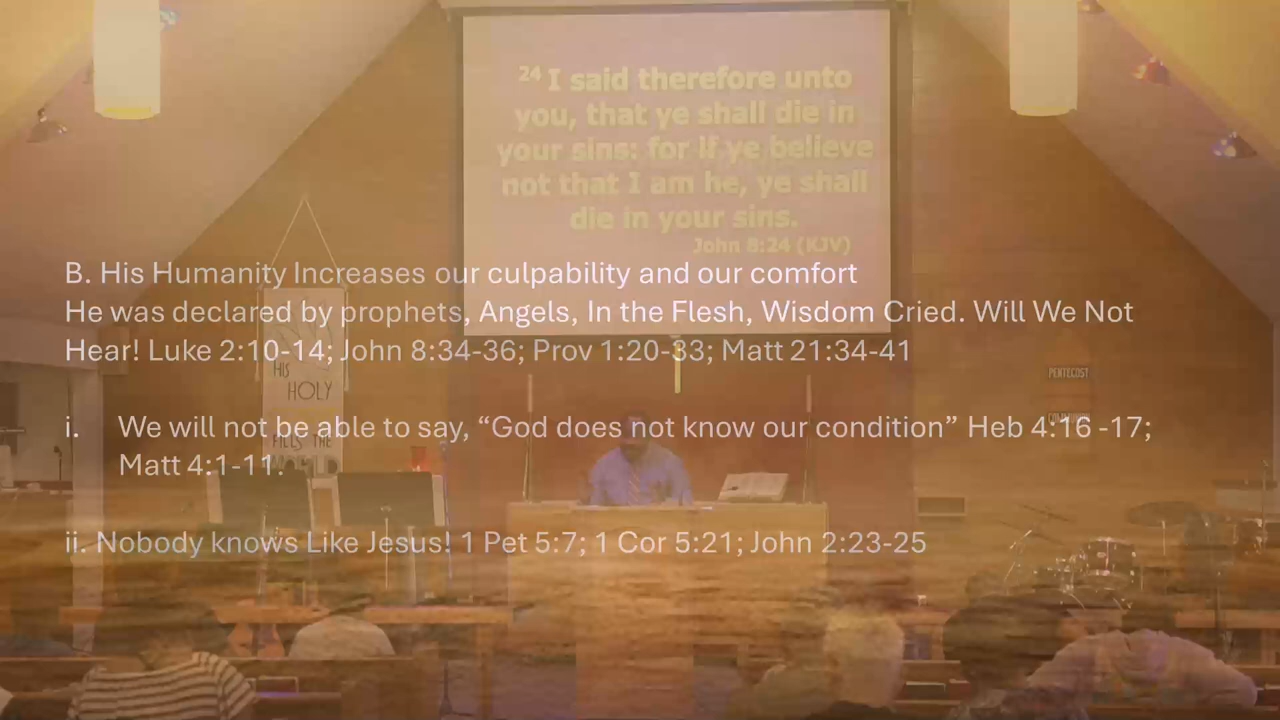 24 I said therefore unto
you, that ye shall die in
your sins: for if ye believe
not that I am he, ye shall
die in your sins.
John 8:24 (KJV)
B. His Humanity Increases our culpability and our comfort
He was declared by prophets, Angels, In the Flesh, Wisdom Cried. Will We Not
Hear! Luke 2:10-14; John 8:34-36; Prov 1:20-33; Matt 21:34-41
HIS
HOLY
FILLS THE
PENTECOST
i. We will not be able to say, “God does not know our condition” Heb 4:16 -17;
Matt 4:1-11.
ii. Nobody knows Like Jesus! 1 Pet 5:7; 1 Cor 5:21; John 2:23-25